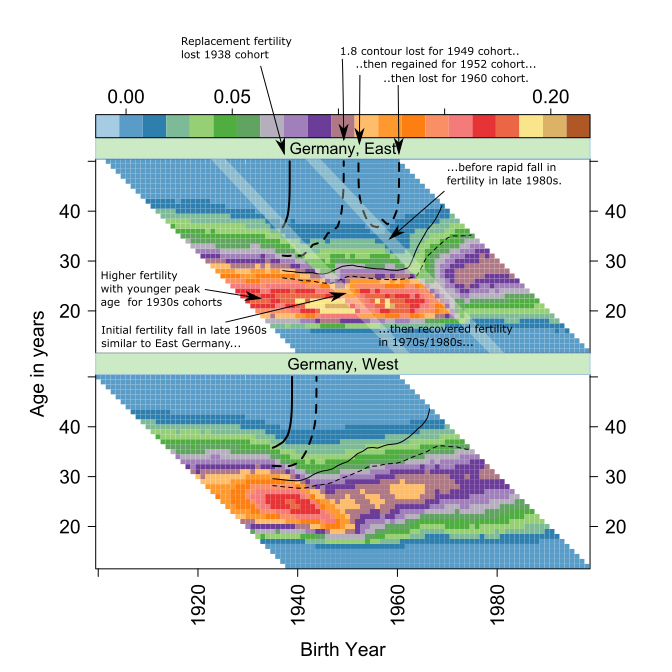 Replacement fertility
lost 1938 cohort
1.8 contour lost for 1949 cohort..
..then regained for 1952 cohort...
..then lost for 1960 cohort.
0.00
0.05
0.20
Germany, East
...before rapid fall in
fertility in late 1980s.
40
40
30
30
Higher fertility
with younger peak
age for 1930s cohorts
20
20
Initial fertility fall in late 1960s
similar to East Germany...
...then recovered fertility
in 1970s/1980s...
Germany, West
Age in years
40
40
30
30
20
20
1920
1940
1960
1980
Birth Year